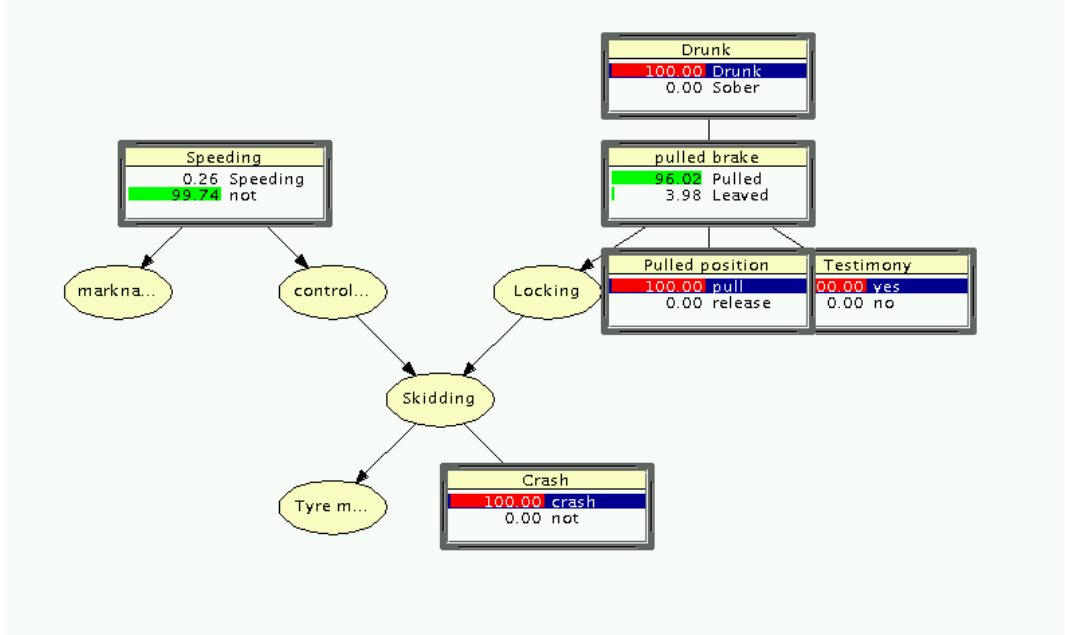 Drunk
100.00 Drunk
0.00 Sober
Speeding
0.26 Speeding
99.74 not
pulled brake
96.02 Pulled
3.98 Leaved
markna...
control...
Locking
Pulled position
100.00 pull
0.00 release
Testimony
00.00 yes
0.00 no
Skidding
Tyre m...
Crash
100.00 crash
0.00 not